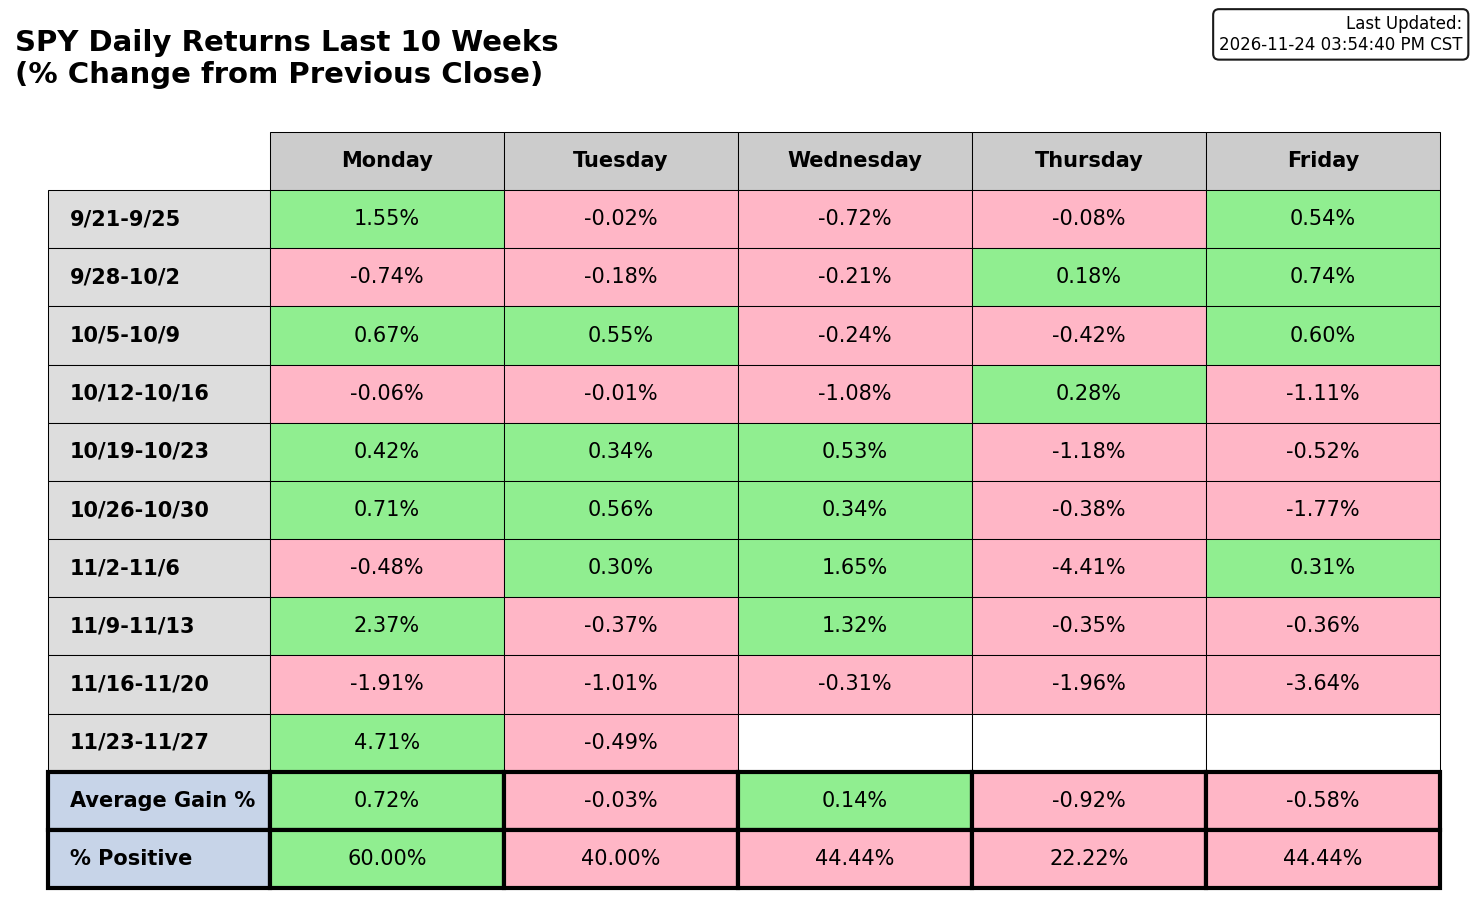 SPY Daily Returns Last 10 Weeks
(% Change from Previous Close)
Last Updated:
2026-11-24 03:54:40 PM CST
Monday Tuesday Wednesday Thursday Friday
9/21-9/25 1.55% -0.02% -0.72% -0.08% 0.54%
9/28-10/2 -0.74% -0.18% -0.21% 0.18% 0.74%
10/5-10/9 0.67% 0.55% -0.24% -0.42% 0.60%
10/12-10/16 -0.06% -0.01% -1.08% 0.28% -1.11%
10/19-10/23 0.42% 0.34% 0.53% -1.18% -0.52%
10/26-10/30 0.71% 0.56% 0.34% -0.38% -1.77%
11/2-11/6 -0.48% 0.30% 1.65% -4.41% 0.31%
11/9-11/13 2.37% -0.37% 1.32% -0.35% -0.36%
11/16-11/20 -1.91% -1.01% -0.31% -1.96% -3.64%
11/23-11/27 4.71% -0.49%
Average Gain % 0.72% -0.03% 0.14% -0.92% -0.58%
% Positive 60.00% 40.00% 44.44% 22.22% 44.44%